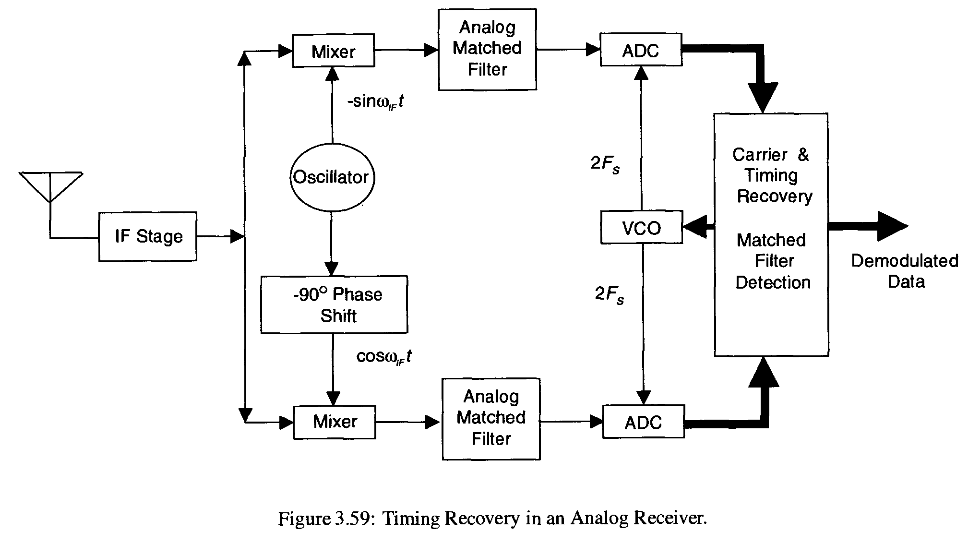 Mixer
Analog
Matched
Filter
ADC
-sinω_IF t
Oscillator
2F_s
Carrier &
Timing
Recovery
Matched
Filter
Detection
IF Stage
VCO
Demodulated
Data
-90° Phase
Shift
2F_s
cosω_IF t
Mixer
Analog
Matched
Filter
ADC
Figure 3.59: Timing Recovery in an Analog Receiver.